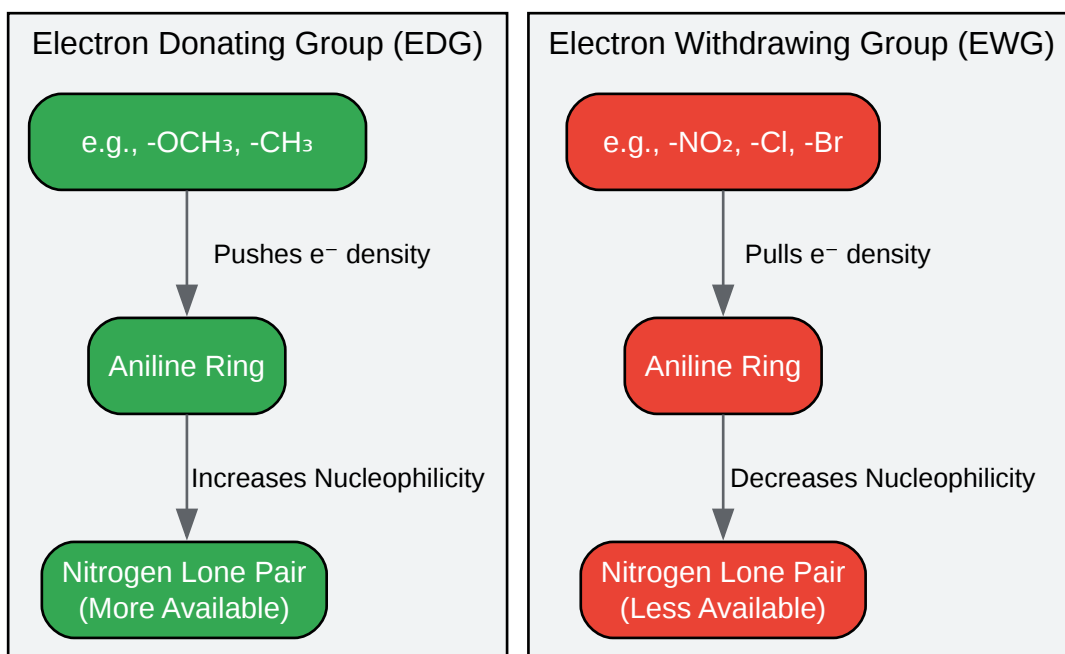 Electron Donating Group (EDG)
e.g., -OCH₃, -CH₃
Pushes e⁻ density
Aniline Ring
Increases Nucleophilicity
Nitrogen Lone Pair
(More Available)
Electron Withdrawing Group (EWG)
e.g., -NO₂, -Cl, -Br
Pulls e⁻ density
Aniline Ring
Decreases Nucleophilicity
Nitrogen Lone Pair
(Less Available)